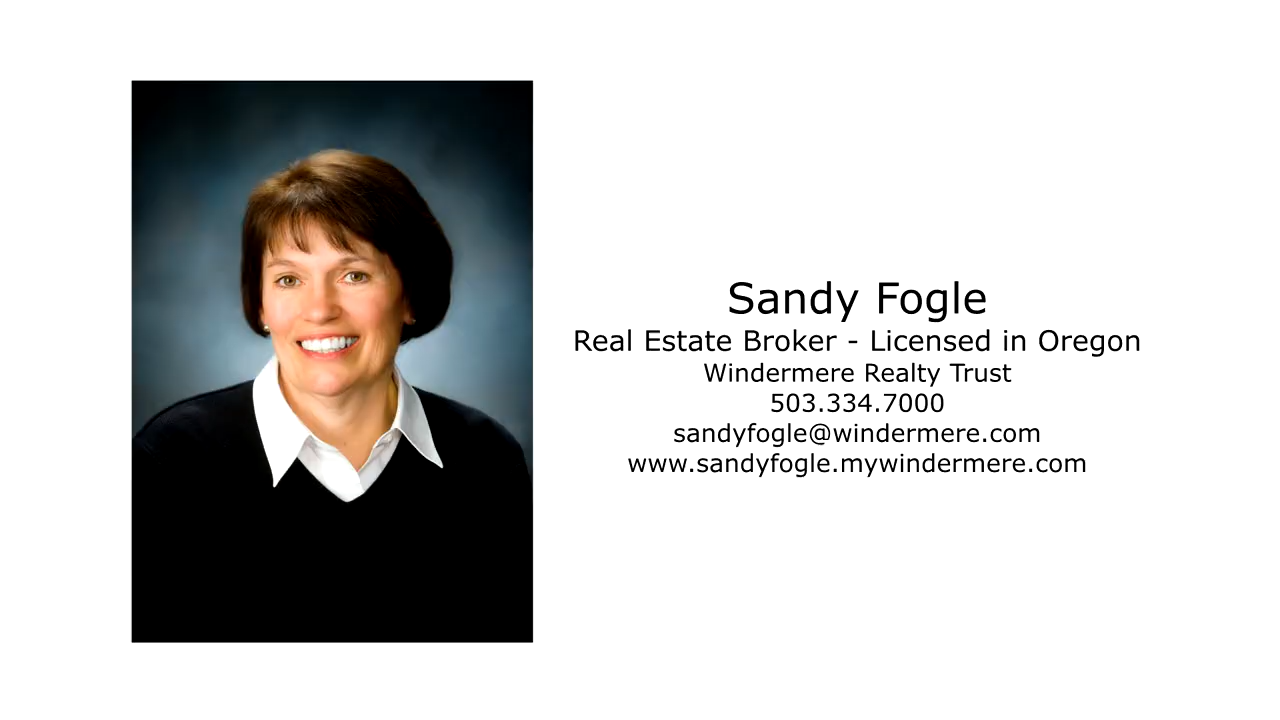 Sandy Fogle
Real Estate Broker - Licensed in Oregon
Windermere Realty Trust
503.334.7000
sandyfogle@windermere.com
www.sandyfogle.mywindermere.com